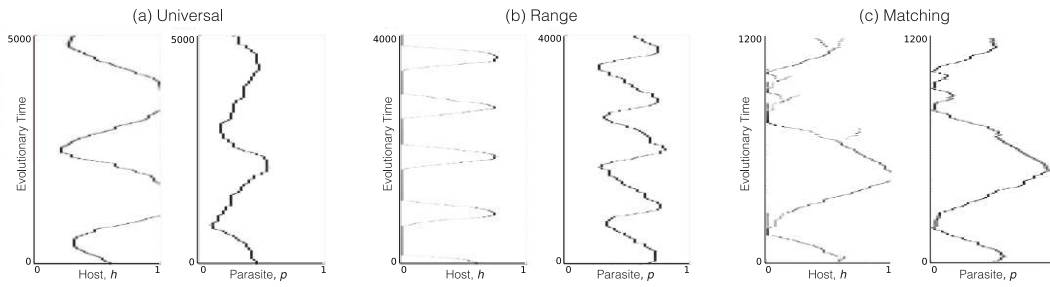 (a) Universal
(b) Range
(c) Matching
5000
5000
4000
4000
1200
1200
Evolutionary Time
Evolutionary Time
Evolutionary Time
0
0
0
0
0
0
0 1
0 1
0 1
0 1
0 1
0 1
Host, h
Parasite, p
Host, h
Parasite, p
Host, h
Parasite, p